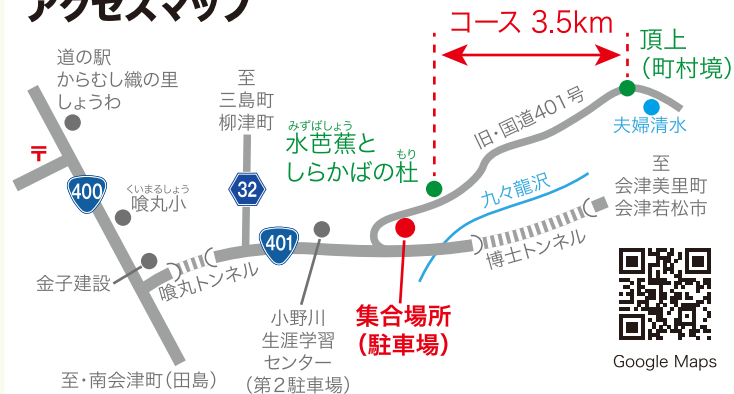 アクセスマップ
コース 3.5km
頂上
（町村境）
道の駅
からむし織の里
しょうわ
至
三島町
柳津町
みずばしょう
水芭蕉と
しらかばの杜
もり
旧・国道401号
夫婦清水
至
会津美里町
会津若松市
九々龍沢
〒
400
くいまるしょう
喰丸小
32
401
金子建設
喰丸トンネル
博士トンネル
小野川
生涯学習
センター
（第２駐車場）
集合場所
（駐車場）
至・南会津町（田島）
Google Maps